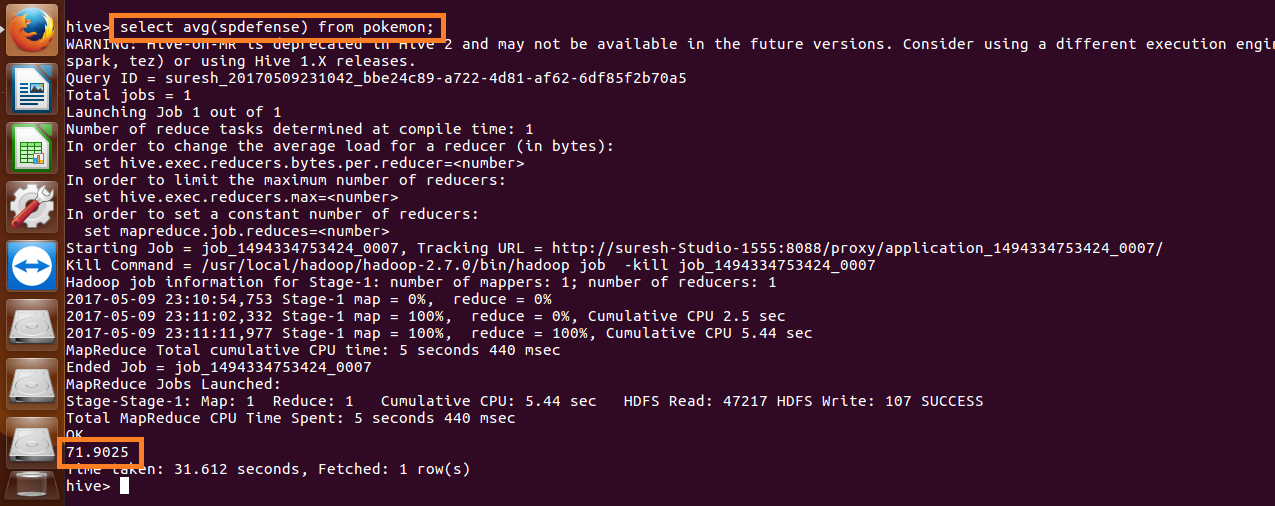 hive> select avg(spdefense) from pokemon;
WARNING: Hive-on-MR is deprecated in Hive 2 and may not be available in the future versions. Consider using a different execution engi
spark, tez) or using Hive 1.X releases.
Query ID = suresh_20170509231042_bbe24c89-a722-4d81-af62-6df85f2b70a5
Total jobs = 1
Launching Job 1 out of 1
Number of reduce tasks determined at compile time: 1
In order to change the average load for a reducer (in bytes):
  set hive.exec.reducers.bytes.per.reducer=<number>
In order to limit the maximum number of reducers:
  set hive.exec.reducers.max=<number>
In order to set a constant number of reducers:
  set mapreduce.job.reduces=<number>
Starting Job = job_1494334753424_0007, Tracking URL = http://suresh-Studio-1555:8088/proxy/application_1494334753424_0007/
Kill Command = /usr/local/hadoop/hadoop-2.7.0/bin/hadoop job  -kill job_1494334753424_0007
Hadoop job information for Stage-1: number of mappers: 1; number of reducers: 1
2017-05-09 23:10:54,753 Stage-1 map = 0%,  reduce = 0%
2017-05-09 23:11:02,332 Stage-1 map = 100%,  reduce = 0%, Cumulative CPU 2.5 sec
2017-05-09 23:11:11,977 Stage-1 map = 100%,  reduce = 100%, Cumulative CPU 5.44 sec
MapReduce Total cumulative CPU time: 5 seconds 440 msec
Ended Job = job_1494334753424_0007
MapReduce Jobs Launched:
Stage-Stage-1: Map: 1  Reduce: 1   Cumulative CPU: 5.44 sec   HDFS Read: 47217 HDFS Write: 107 SUCCESS
Total MapReduce CPU Time Spent: 5 seconds 440 msec
OK
71.9025
Time taken: 31.612 seconds, Fetched: 1 row(s)
hive>